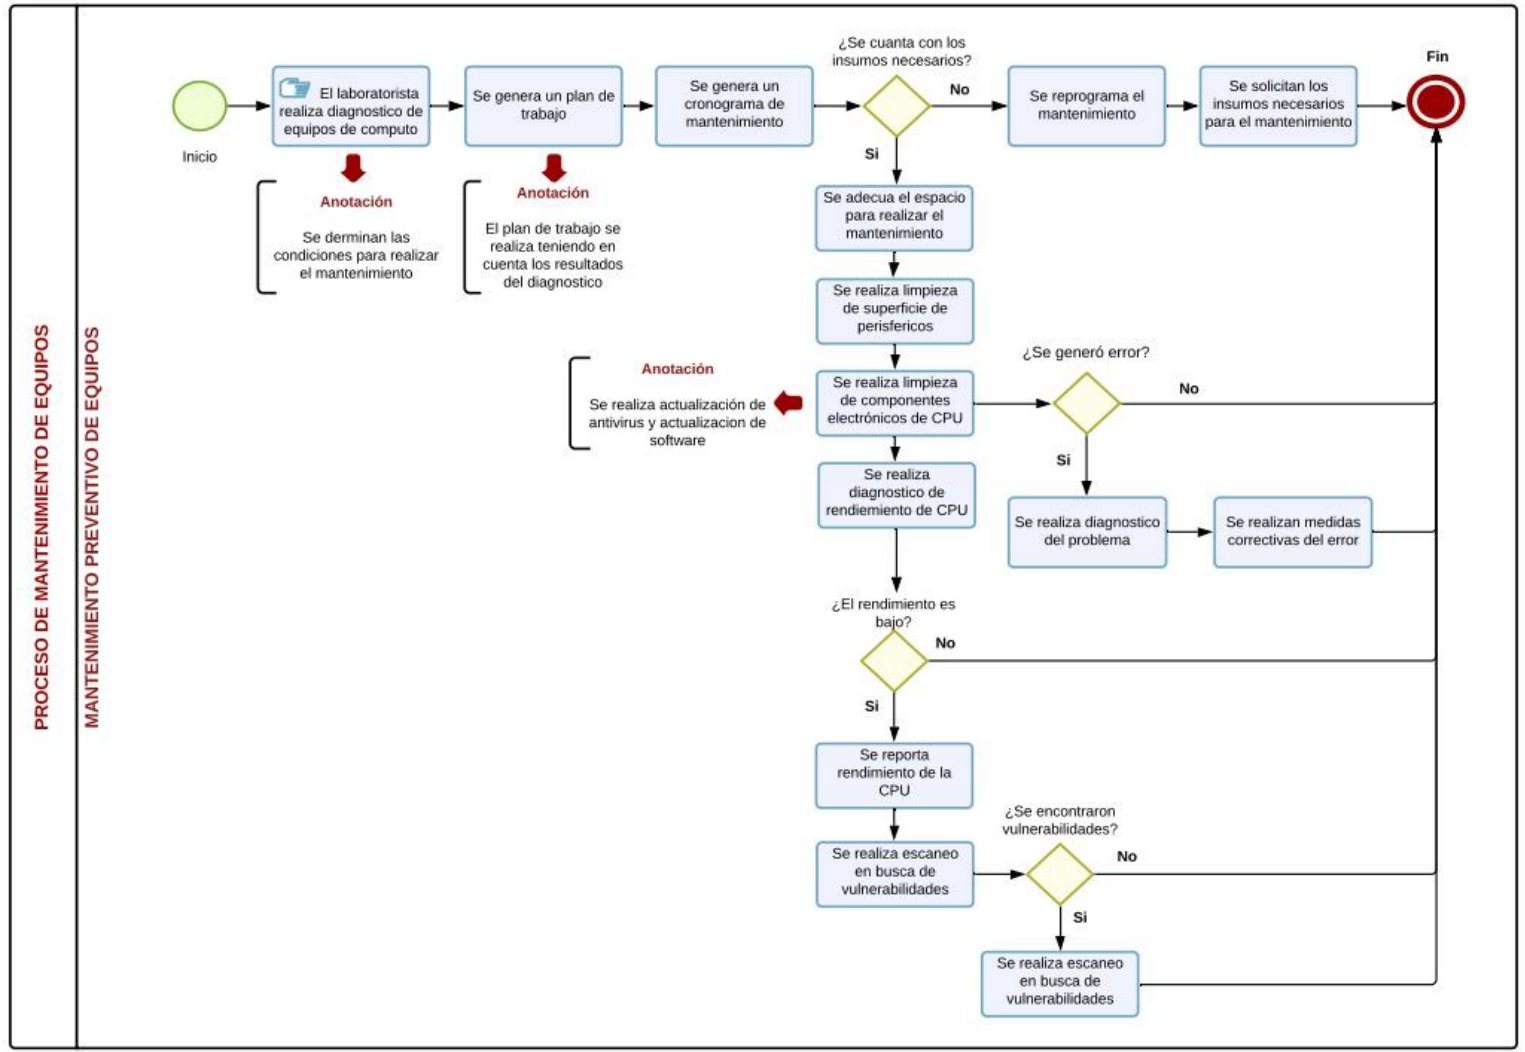 PROCESO DE MANTENIMIENTO DE EQUIPOS
MANTENIMIENTO PREVENTIVO DE EQUIPOS
Inicio
El laboratorista
realiza diagnostico de
equipos de computo
Anotación
Se derminan las
condiciones para realizar
el mantenimiento
Se genera un plan de
trabajo
Anotación
El plan de trabajo se
realiza teniendo en
cuenta los resultados
del diagnostico
Se genera un
cronograma de
mantenimiento
¿Se cuanta con los
insumos necesarios?
No
Se reprograma el
mantenimiento
Se solicitan los
insumos necesarios
para el mantenimiento
Fin
Si
Se adecua el espacio
para realizar el
mantenimiento
Se realiza limpieza
de superficie de
perisfericos
Se realiza limpieza
de componentes
electrónicos de CPU
Anotación
Se realiza actualización de
antivirus y actualizacion de
software
¿Se generó error?
No
Si
Se realiza diagnostico
del problema
Se realizan medidas
correctivas del error
Se realiza
diagnostico de
rendiemiento de CPU
¿El rendimiento es
bajo?
No
Si
Se reporta
rendimiento de la
CPU
Se realiza escaneo
en busca de
vulnerabilidades
¿Se encontraron
vulnerabilidades?
No
Si
Se realiza escaneo
en busca de
vulnerabilidades